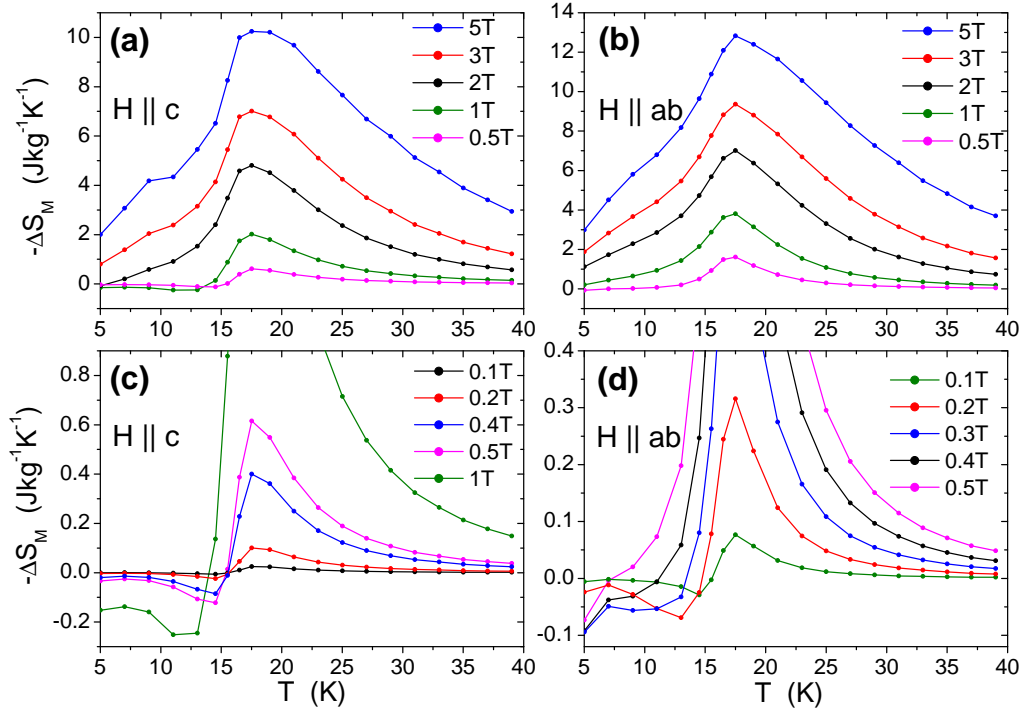 (a)
H || c
5T
3T
2T
1T
0.5T
-ΔS_M (Jkg⁻¹K⁻¹)
10
8
6
4
2
0
5 10 15 20 25 30 35 40
(b)
H || ab
5T
3T
2T
1T
0.5T
14
12
10
8
6
4
2
0
5 10 15 20 25 30 35 40
(c)
H || c
0.1T
0.2T
0.4T
0.5T
1T
-ΔS_M (Jkg⁻¹K⁻¹)
0.8
0.6
0.4
0.2
0.0
-0.2
5 10 15 20 25 30 35 40
T (K)
(d)
H || ab
0.1T
0.2T
0.3T
0.4T
0.5T
0.4
0.3
0.2
0.1
0.0
-0.1
5 10 15 20 25 30 35 40
T (K)